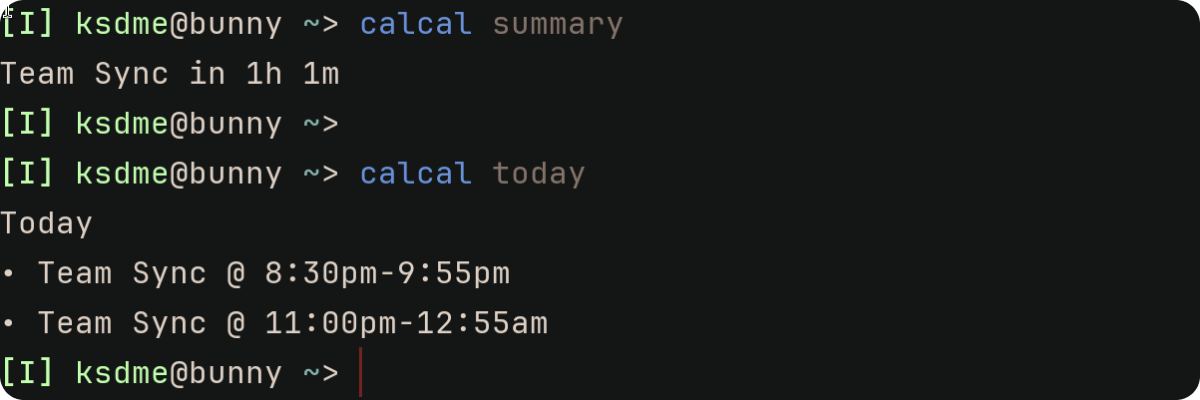 [I] ksdme@bunny ~> calcal summary
Team Sync in 1h 1m
[I] ksdme@bunny ~>
[I] ksdme@bunny ~> calcal today
Today
• Team Sync @ 8:30pm-9:55pm
• Team Sync @ 11:00pm-12:55am
[I] ksdme@bunny ~>